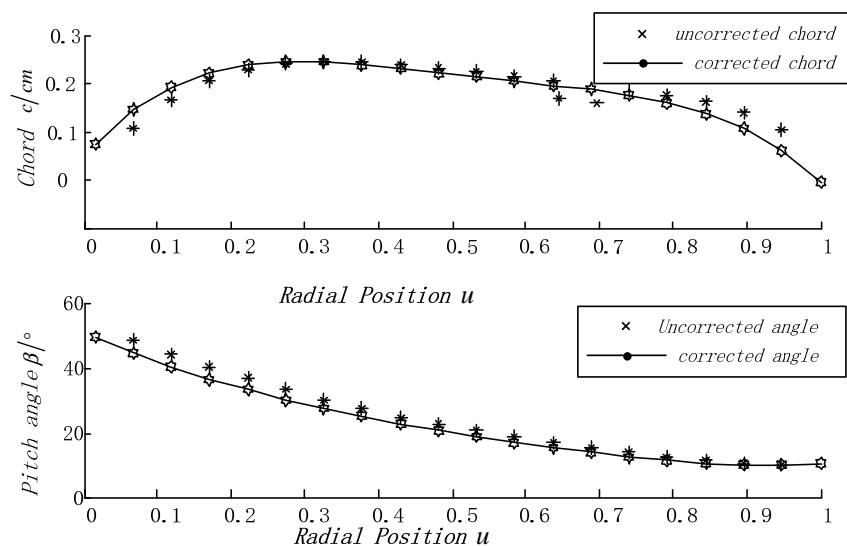 0.3
0.2
0.1
0
Chord c/cm
× uncorrected chord
corrected chord
0 0.1 0.2 0.3 0.4 0.5 0.6 0.7 0.8 0.9 1
Radial Position u
60
40
20
0
Pitch angle β/°
× Uncorrected angle
corrected angle
0 0.1 0.2 0.3 0.4 0.5 0.6 0.7 0.8 0.9 1
Radial Position u